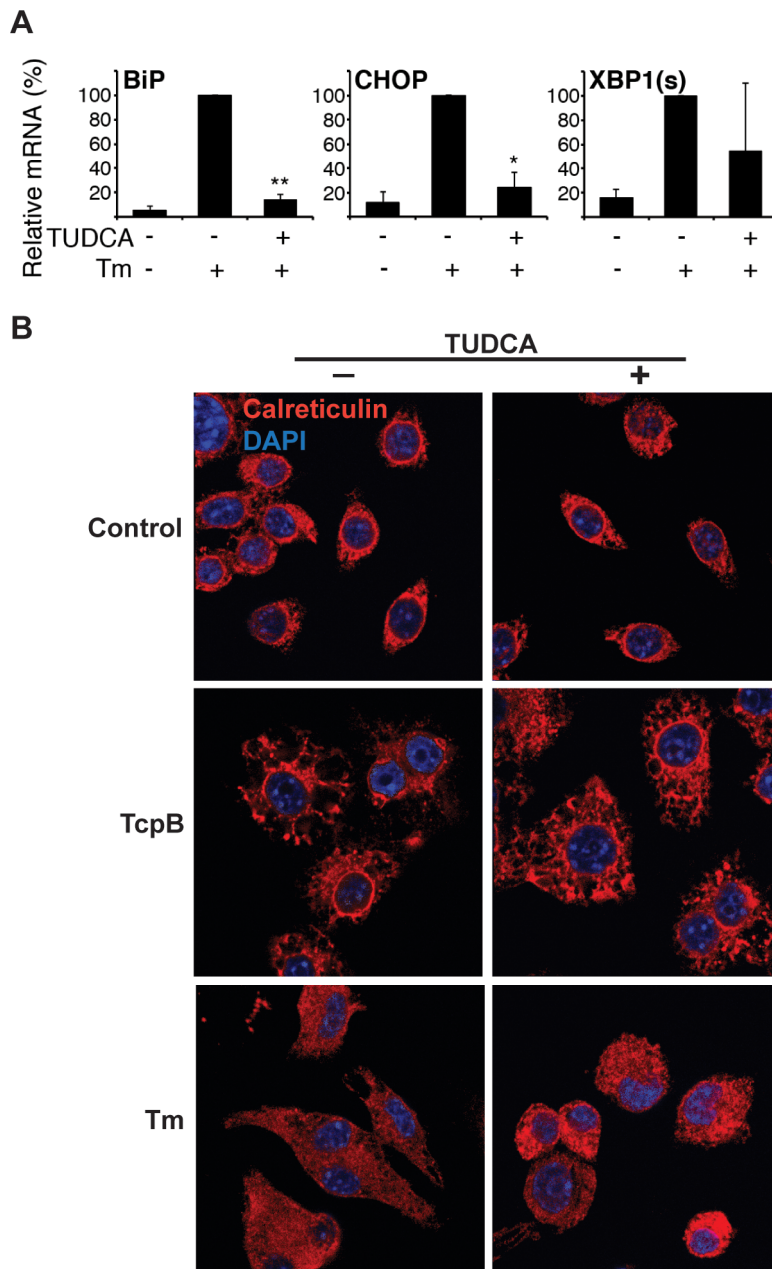 A
Relative mRNA (%)
BiP
CHOP
XBP1(s)
100
80
60
40
20
100
80
60
40
20
100
80
60
40
20
**
*
TUDCA - - + - - + - - +
Tm - + + - + + - + +
B
TUDCA
– +
Calreticulin
DAPI
Control
TcpB
Tm